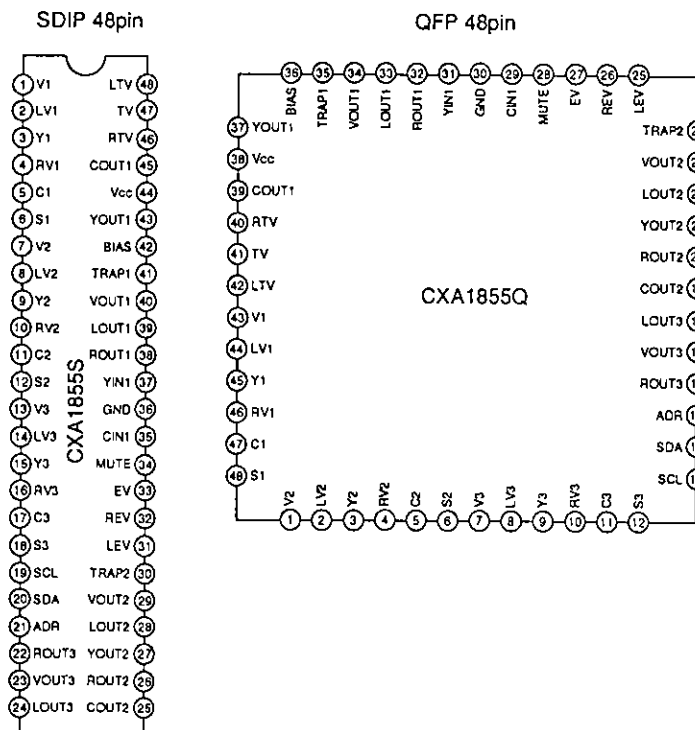 SDIP 48pin
1 V1 LTV 48
2 LV1 TV 47
3 Y1 RTV 46
4 RV1 COUT1 45
5 C1 Vcc 44
6 S1 YOUT1 43
7 V2 BIAS 42
8 LV2 TRAP1 41
9 Y2 VOUT1 40
10 RV2 LOUT1 39
11 C2 ROUT1 38
12 S2 YIN1 37
13 V3 GND 36
14 LV3 CIN1 35
15 Y3 MUTE 34
16 RV3 EV 33
17 C3 REV 32
18 S3 LEV 31
19 SCL TRAP2 30
20 SDA VOUT2 29
21 ADR LOUT2 28
22 ROUT3 YOUT2 27
23 VOUT3 ROUT2 26
24 LOUT3 COUT2 25
CXA1855S
QFP 48pin
36 35 34 33 32 31 30 29 28 27 26 25
BIAS TRAP1 VOUT1 LOUT1 ROUT1 YIN1 GND CIN1 MUTE EV REV LEV
37 YOUT1
38 Vcc
39 COUT1
40 RTV
41 TV
42 LTV
43 V1
44 LV1
45 Y1
46 RV1
47 C1
48 S1
CXA1855Q
TRAP2
VOUT2
LOUT2
YOUT2
ROUT2
COUT2
LOUT3
VOUT3
ROUT3
ADR
SDA
SCL
V2 LV2 Y2 RV2 C2 S2 V3 LV3 Y3 RV3 C3 S3
1 2 3 4 5 6 7 8 9 10 11 12